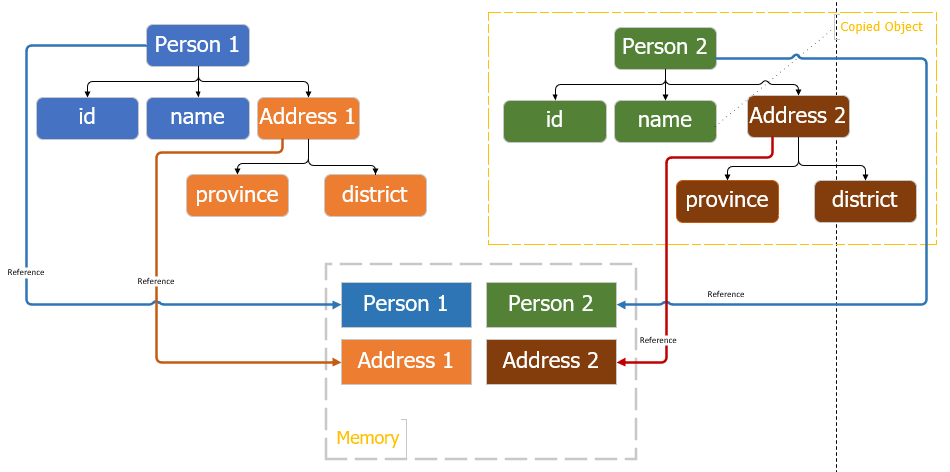 Person 1
id
name
Address 1
province
district
Copied Object
Person 2
id
name
Address 2
province
district
Reference
Reference
Reference
Reference
Person 1
Person 2
Address 1
Address 2
Memory